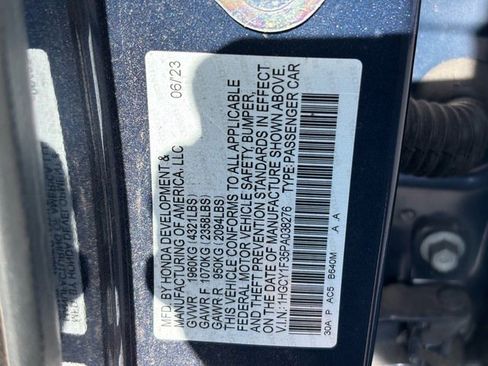 MFD. BY HONDA DEVELOPMENT &
MANUFACTURING OF AMERICA, LLC 06/23
GVWR 1960KG (4321LBS)
GAWR F 1070KG (2358LBS)
GAWR R 950KG (2094LBS)
THIS VEHICLE CONFORMS TO ALL APPLICABLE
FEDERAL MOTOR VEHICLE SAFETY BUMPER,
AND THEFT PREVENTION STANDARDS IN EFFECT
ON THE DATE OF MANUFACTURE SHOWN ABOVE.
V.I.N.: 1HGCY1F35PA038276 TYPE:PASSENGER CAR
30A P AC5 B640M .A .A